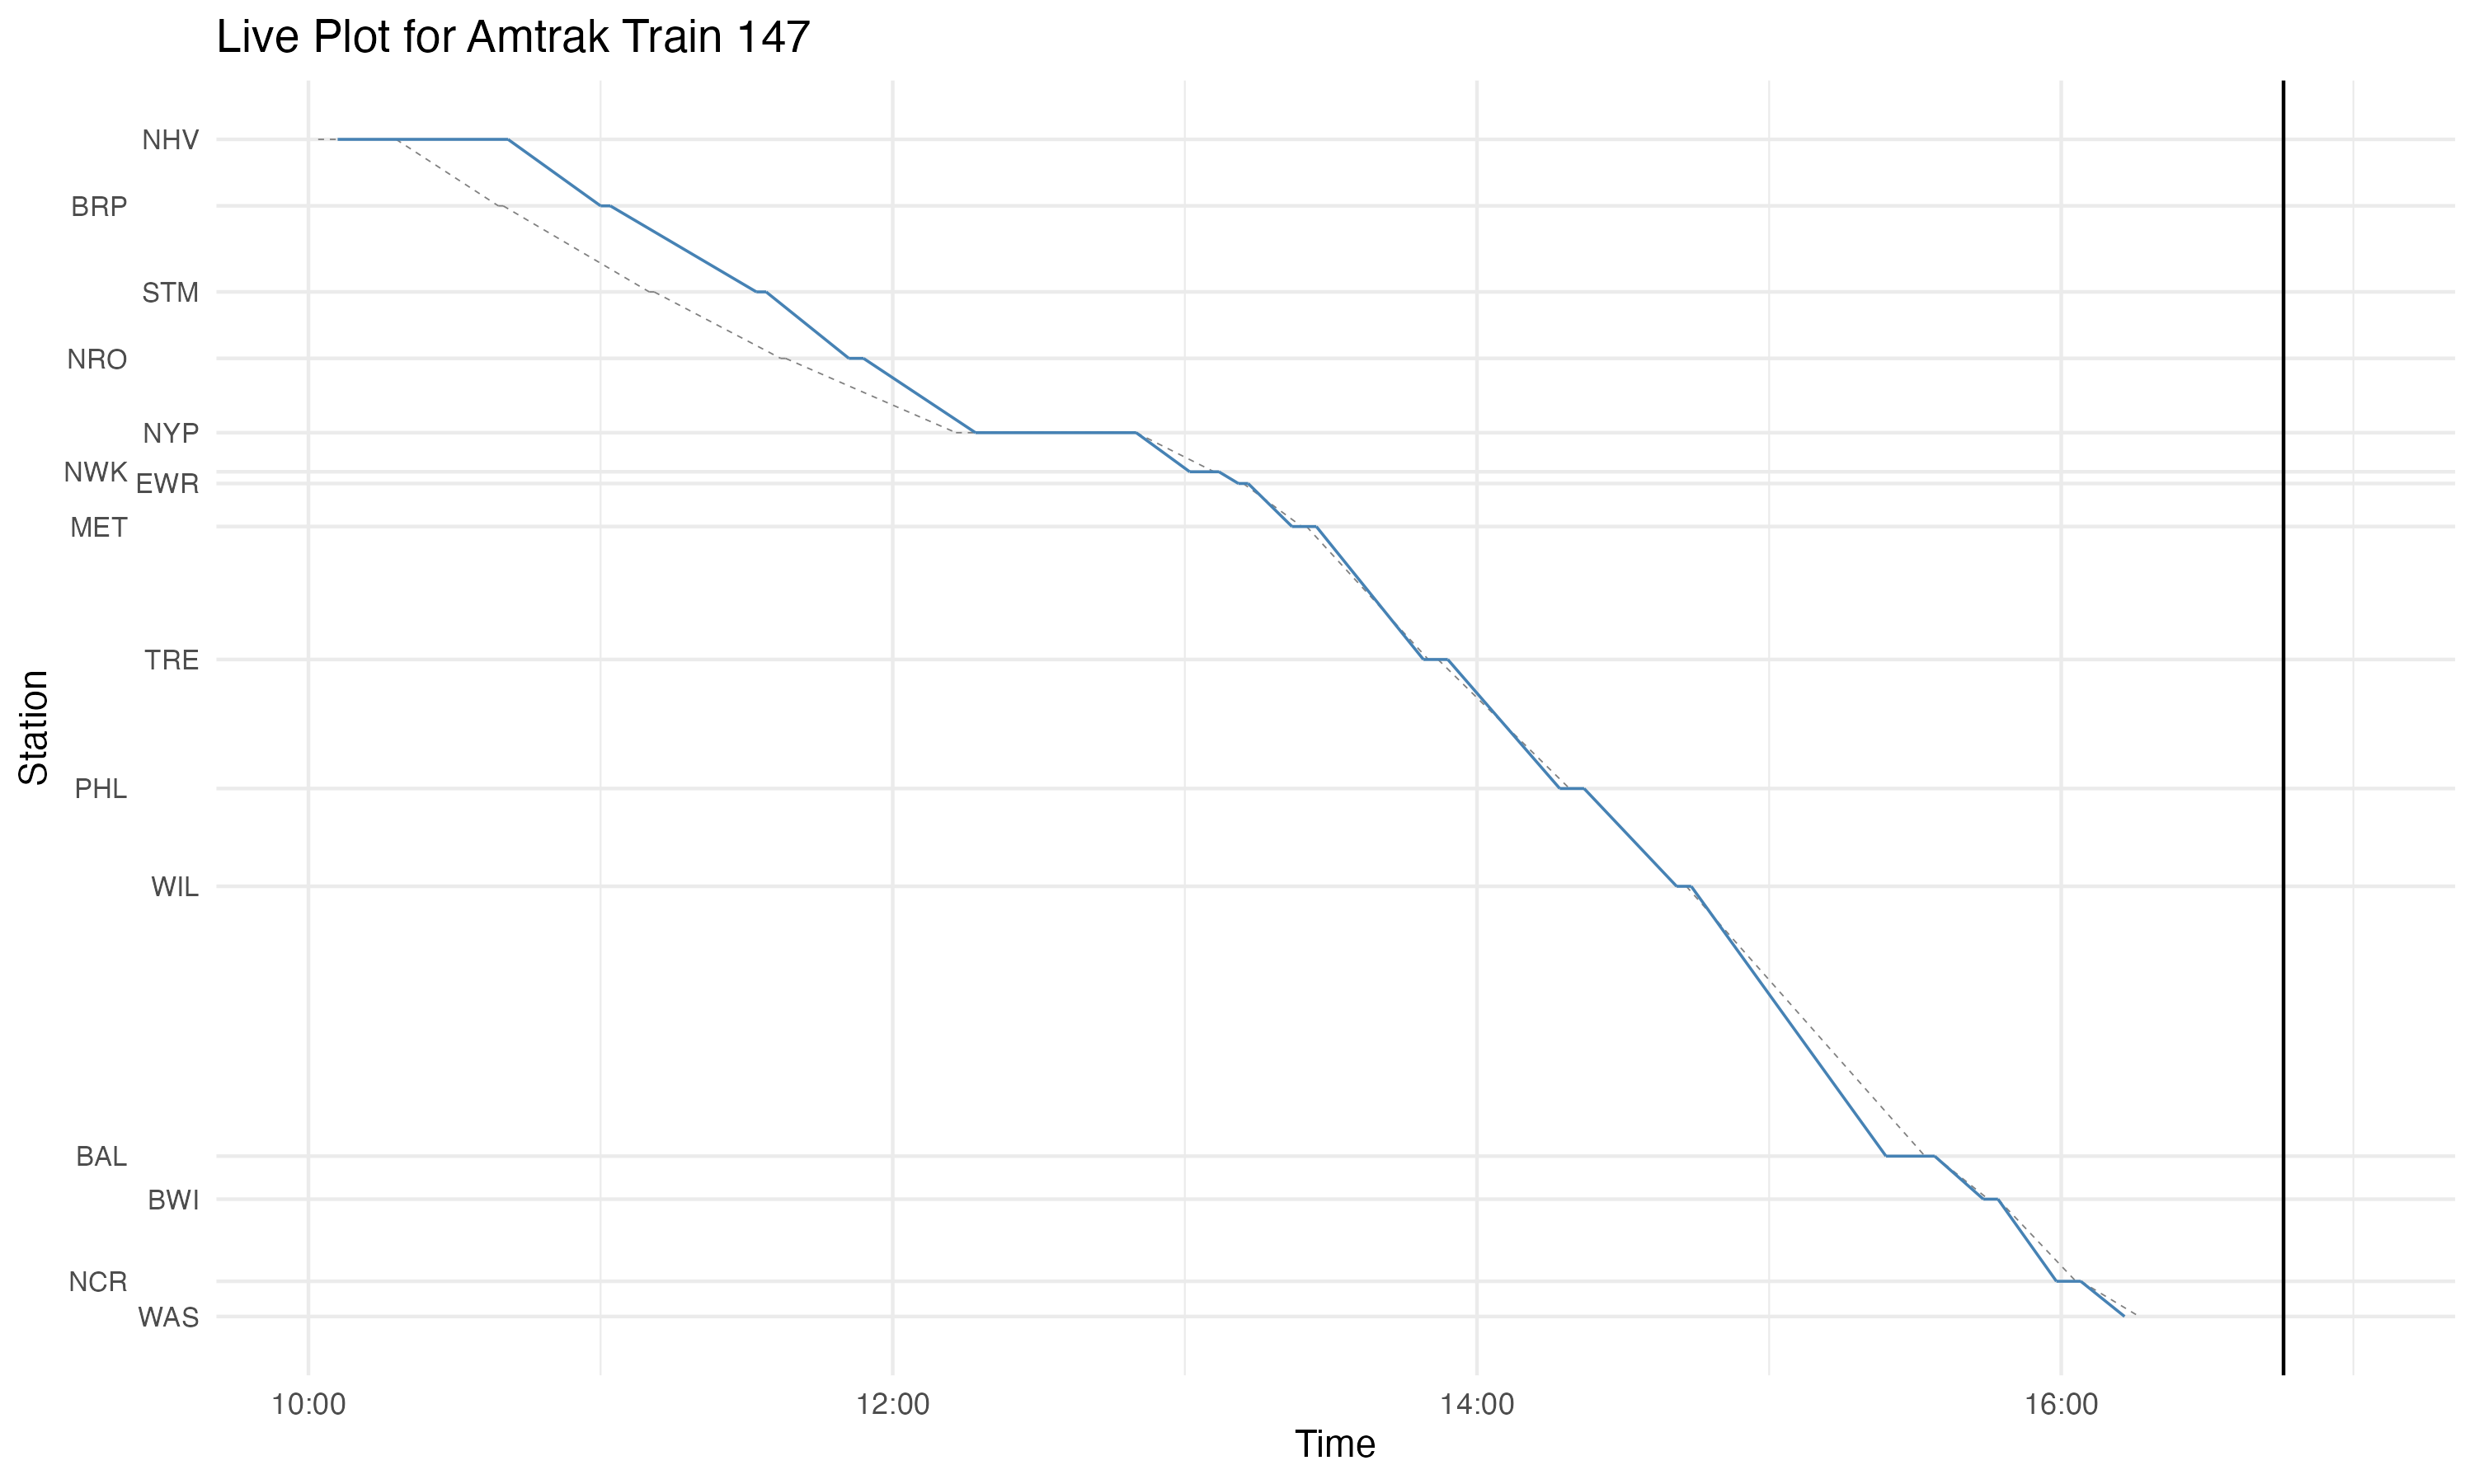 Live Plot for Amtrak Train 147
NHV
BRP
STM
NRO
NYP
NWK
EWR
MET
TRE
PHL
WIL
BAL
BWI
NCR
WAS
Station
10:00 12:00 14:00 16:00
Time